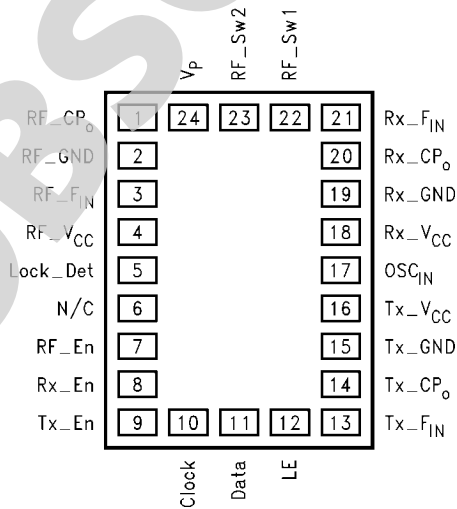 OBSO
V_P
RF_Sw2
RF_Sw1
RF_CP_o
1
24
23
22
21
Rx_F_IN
RF_GND
2
20
Rx_CP_o
RF_F_IN
3
19
Rx_GND
RF_V_CC
4
18
Rx_V_CC
Lock_Det
5
17
OSC_IN
N/C
6
16
Tx_V_CC
RF_En
7
15
Tx_GND
Rx_En
8
14
Tx_CP_o
Tx_En
9
10
11
12
13
Tx_F_IN
Clock
Data
LE